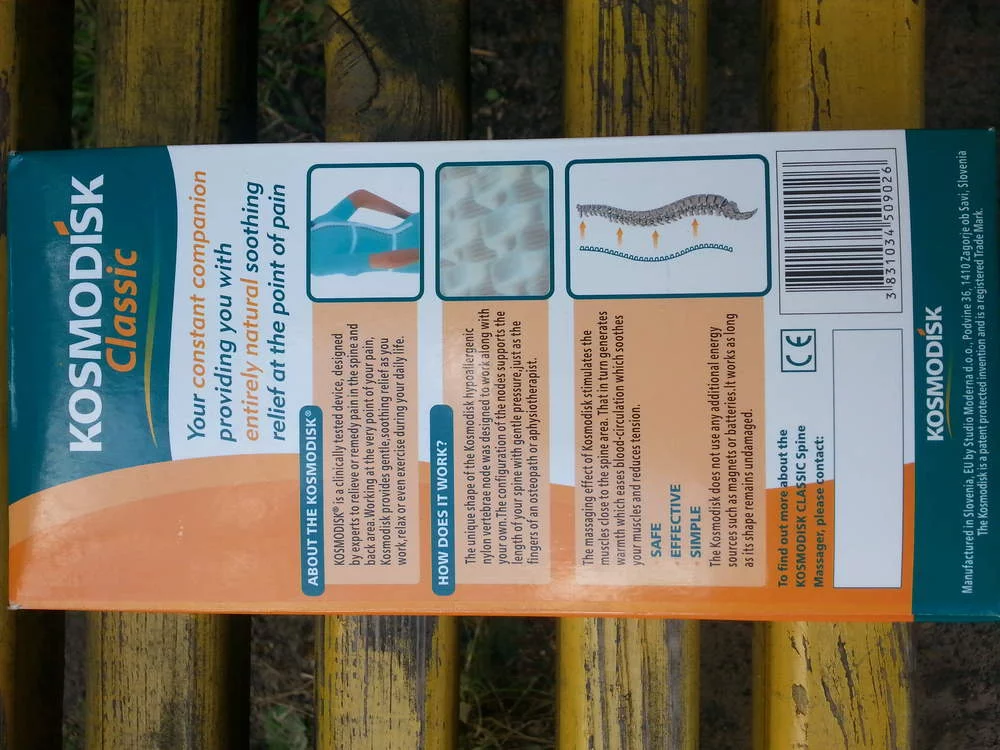 KOSMODISK
Classic
Your constant companion
providing you with
entirely natural soothing
relief at the point of pain
ABOUT THE KOSMODISK®
KOSMODISK® is a clinically tested device, designed
by experts to relieve or remedy pain in the spine and
back area.Working at the very point of your pain,
Kosmodisk provides gentle,soothing relief as you
work,relax or even exercise during your daily life.
HOW DOES IT WORK?
The unique shape of the Kosmodisk hypoallergenic
nylon vertebrae node was designed to work along with
your own.The configuration of the nodes supports the
length of your spine with gentle pressure,just as the
fingers of an osteopath or aphysiotherapist.
The massaging effect of Kosmodisk stimulates the
muscles close to the spine area. That in turn generates
warmth which eases blood-circulation which soothes
your muscles and reduces tension.
SAFE
EFFECTIVE
SIMPLE
The Kosmodisk does not use any additional energy
sources such as magnets or batteries.It works as long
as its shape remains undamaged.
To find out more about the
KOSMODISK CLASSIC Spine
Massager, please contact:
CE
3 831034 509026
KOSMODISK
Manufactured in Slovenia, EU by Studio Moderna d.o.o., Podvine 36, 1410 Zagorje ob Savi, Slovenia
The Kosmodisk is a patent protected invention and is a registered Trade Mark.